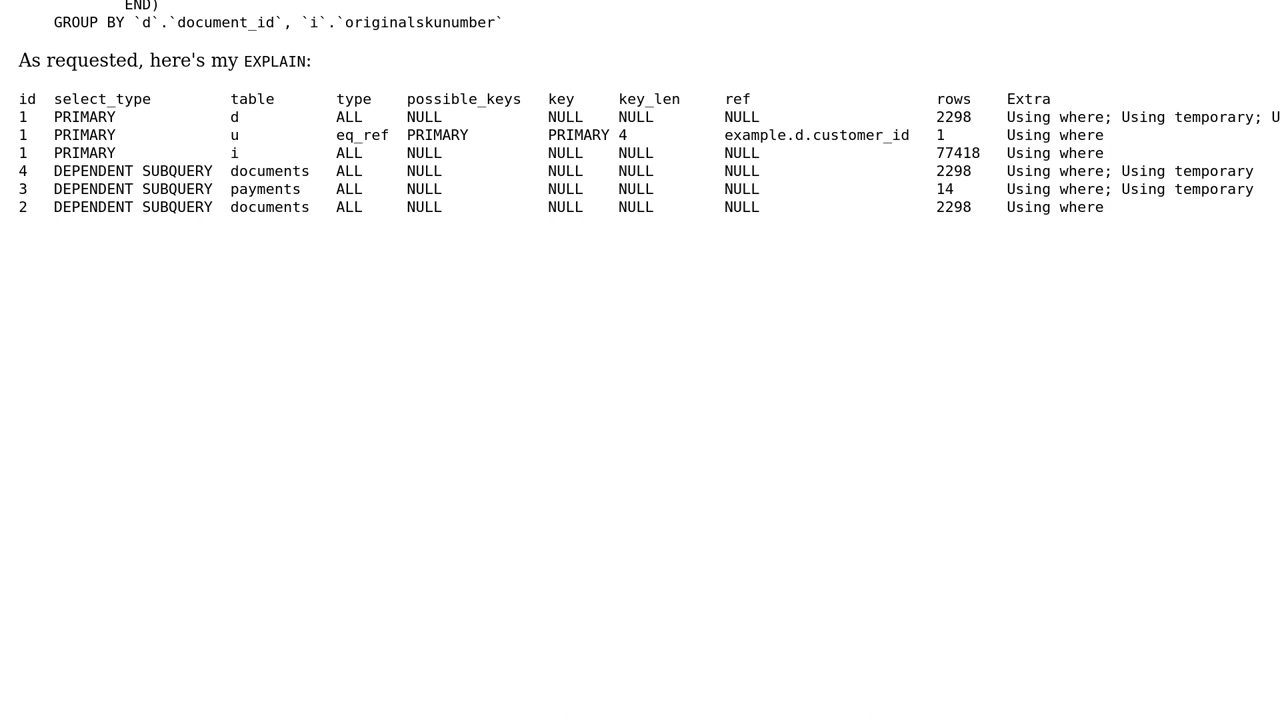 END)
GROUP BY `d`.`document_id`, `i`.`originalskunumber`
As requested, here's my EXPLAIN:
id  select_type         table       type    possible_keys   key     key_len     ref                     rows    Extra
1   PRIMARY             d           ALL     NULL            NULL    NULL        NULL                    2298    Using where; Using temporary; U
1   PRIMARY             u           eq_ref  PRIMARY         PRIMARY 4           example.d.customer_id   1       Using where
1   PRIMARY             i           ALL     NULL            NULL    NULL        NULL                    77418   Using where
4   DEPENDENT SUBQUERY  documents   ALL     NULL            NULL    NULL        NULL                    2298    Using where; Using temporary
3   DEPENDENT SUBQUERY  payments    ALL     NULL            NULL    NULL        NULL                    14      Using where; Using temporary
2   DEPENDENT SUBQUERY  documents   ALL     NULL            NULL    NULL        NULL                    2298    Using where